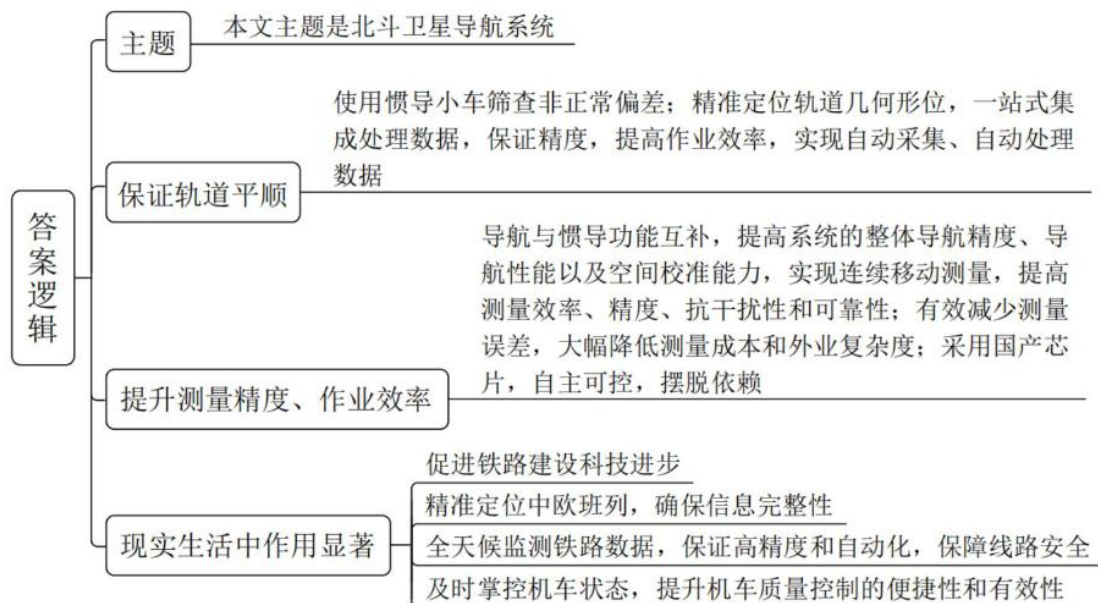 答案逻辑
主题
本文主题是北斗卫星导航系统
保证轨道平顺
使用惯导小车筛查非正常偏差；精准定位轨道几何形位，一站式集
成处理数据，保证精度，提高作业效率，实现自动采集、自动处理
数据
提升测量精度、作业效率
导航与惯导功能互补，提高系统的整体导航精度、导
航性能以及空间校准能力，实现连续移动测量，提高
测量效率、精度、抗干扰性和可靠性；有效减少测量
误差，大幅降低测量成本和外业复杂度；采用国产芯
片，自主可控，摆脱依赖
现实生活中作用显著
促进铁路建设科技进步
精准定位中欧班列，确保信息完整性
全天候监测铁路数据，保证高精度和自动化，保障线路安全
及时掌控机车状态，提升机车质量控制的便捷性和有效性